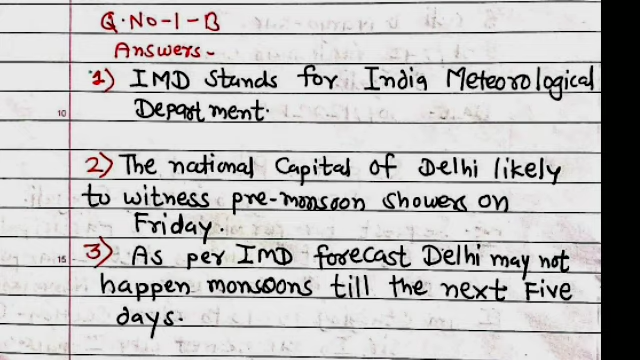 Q.No-1-B
Answers-
1) IMD stands for India Meteorological
10
Department.
2) The national Capital of Delhi likely
to witness pre-monsoon showers on
Friday.
15
3) As per IMD forecast Delhi may not
happen monsoons till the next Five
days.